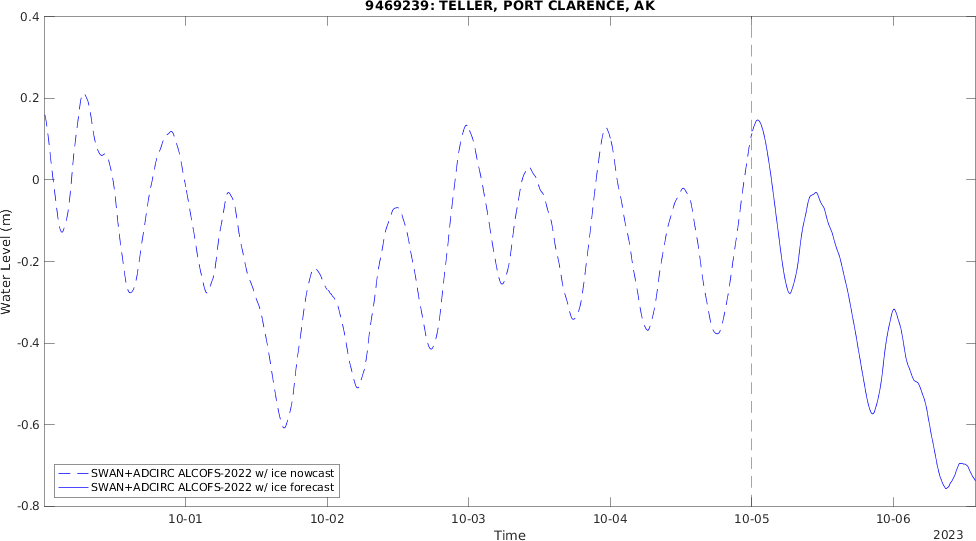 9469239: TELLER, PORT CLARENCE, AK
0.4
0.2
0
-0.2
-0.4
-0.6
-0.8
Water Level (m)
SWAN+ADCIRC ALCOFS-2022 w/ ice nowcast
SWAN+ADCIRC ALCOFS-2022 w/ ice forecast
10-01 10-02 10-03 10-04 10-05 10-06
Time
2023